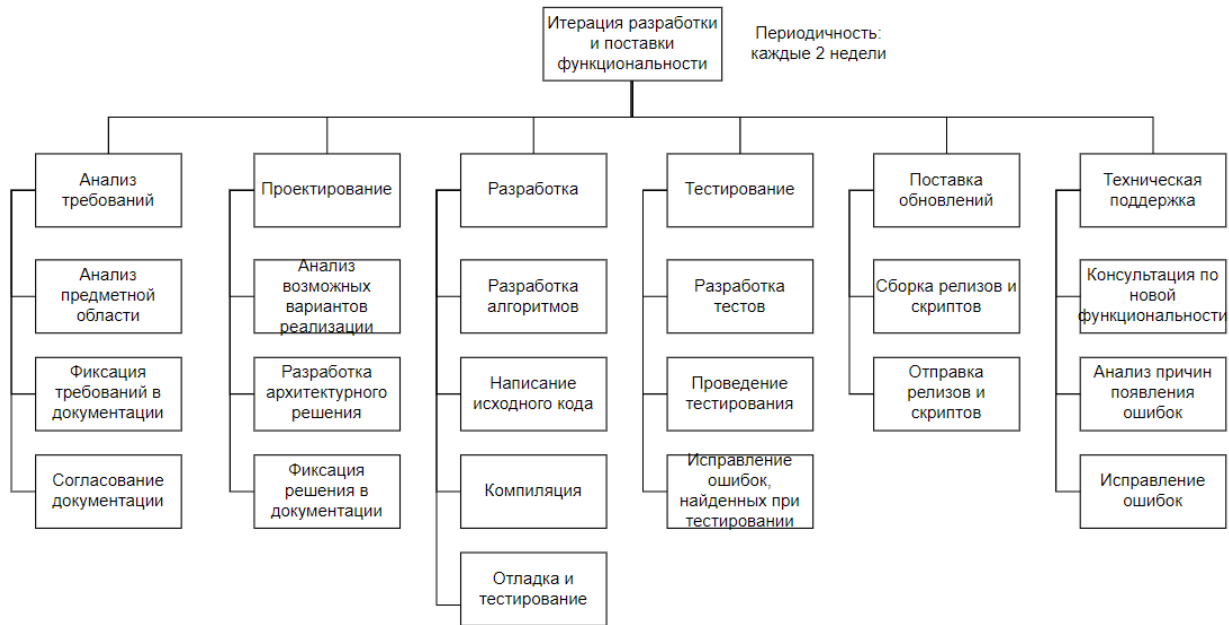 Итерация разработки
и поставки
функциональности
Периодичность:
каждые 2 недели
Анализ
требований
Проектирование
Разработка
Тестирование
Поставка
обновлений
Техническая
поддержка
Анализ
предметной
области
Анализ
возможных
вариантов
реализации
Разработка
алгоритмов
Разработка
тестов
Сборка релизов и
скриптов
Консультация по
новой
функциональности
Фиксация
требований в
документации
Разработка
архитектурного
решения
Написание
исходного кода
Проведение
тестирования
Отправка
релизов и
скриптов
Анализ причин
появления
ошибок
Согласование
документации
Фиксация
решения в
документации
Компиляция
Исправление
ошибок,
найденных при
тестировании
Исправление
ошибок
Отладка и
тестирование